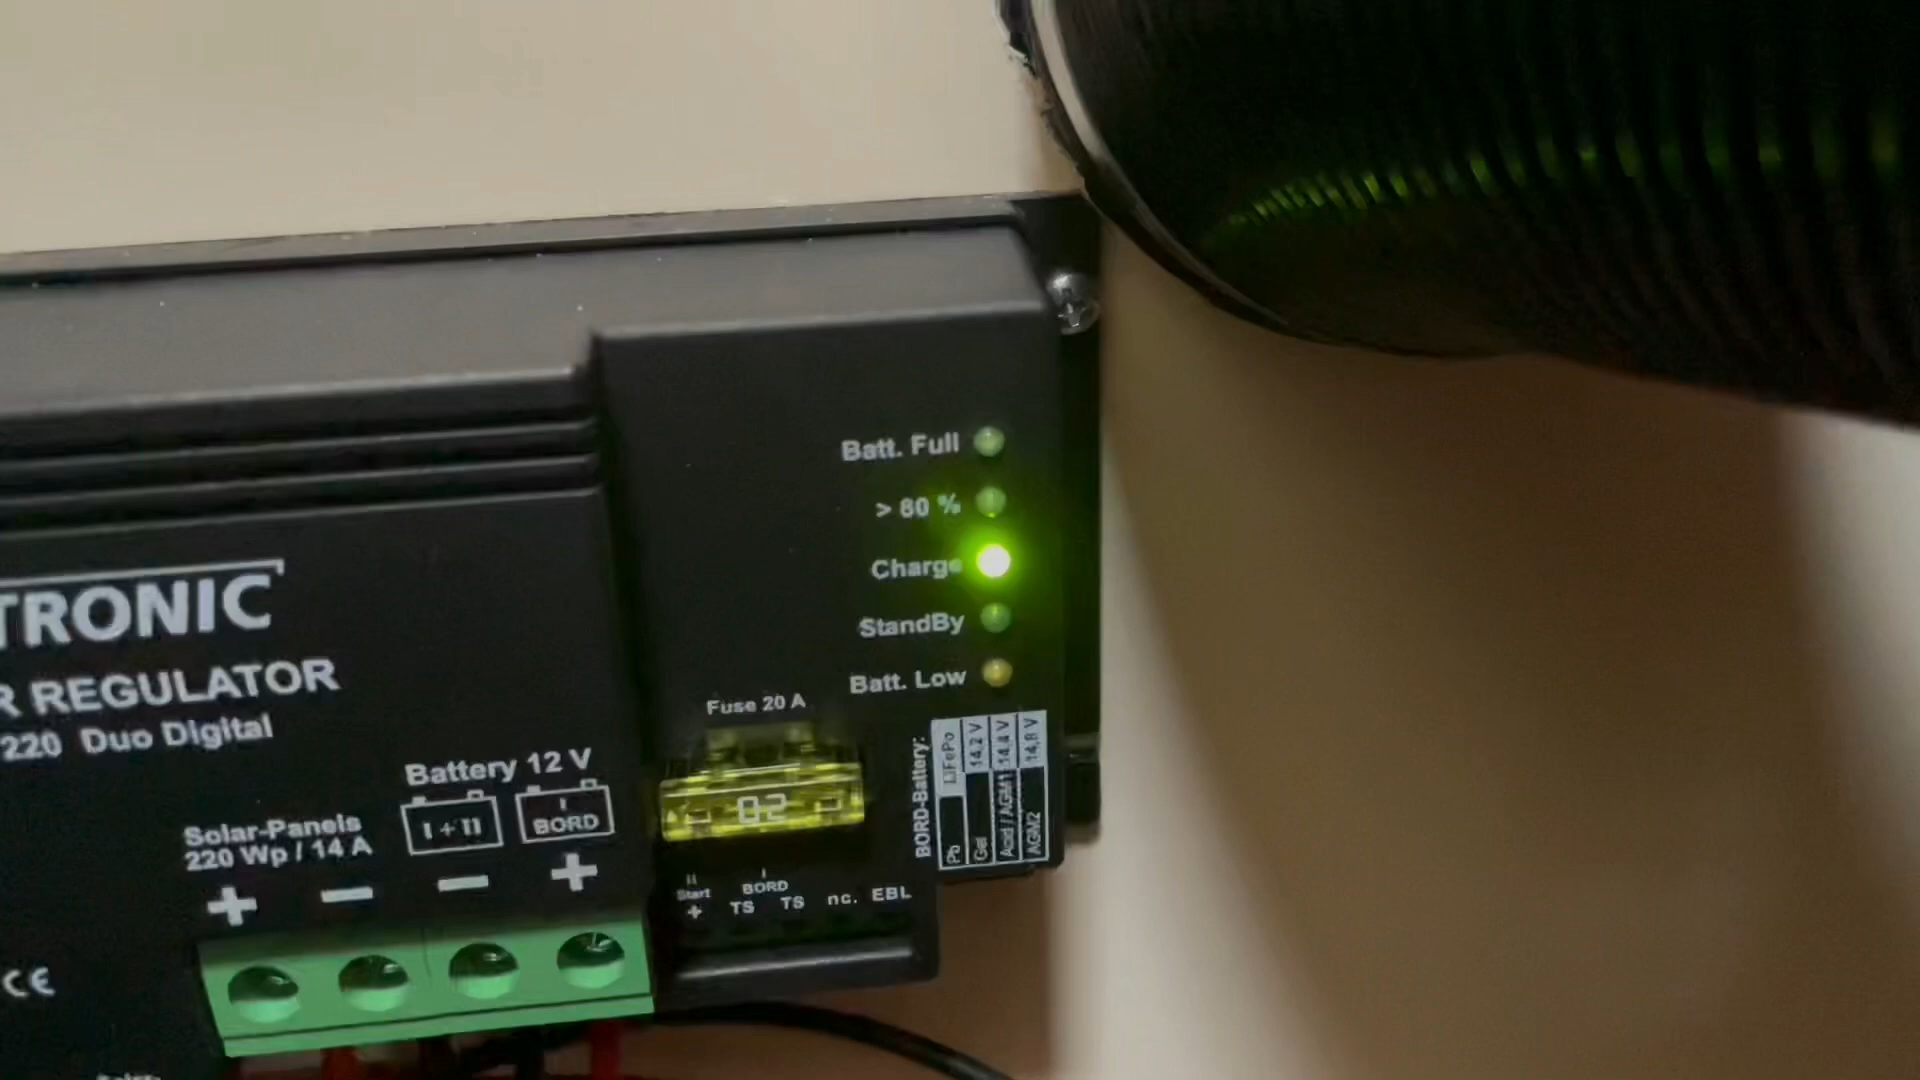 Batt. Full
> 80 %
Charge
StandBy
Batt. Low
TRONIC
R REGULATOR
220 Duo Digital
Fuse 20 A
Battery 12 V
I + II
I
BORD
Solar-Panels
220 Wp / 14 A
+ − − +
BORD-Battery:
Pb LiFePo
Gel 14,2 V
Acid / AGM1 14,4 V
AGM2 14,8 V
II
Start
+
I
BORD
TS TS
nc. EBL
CE